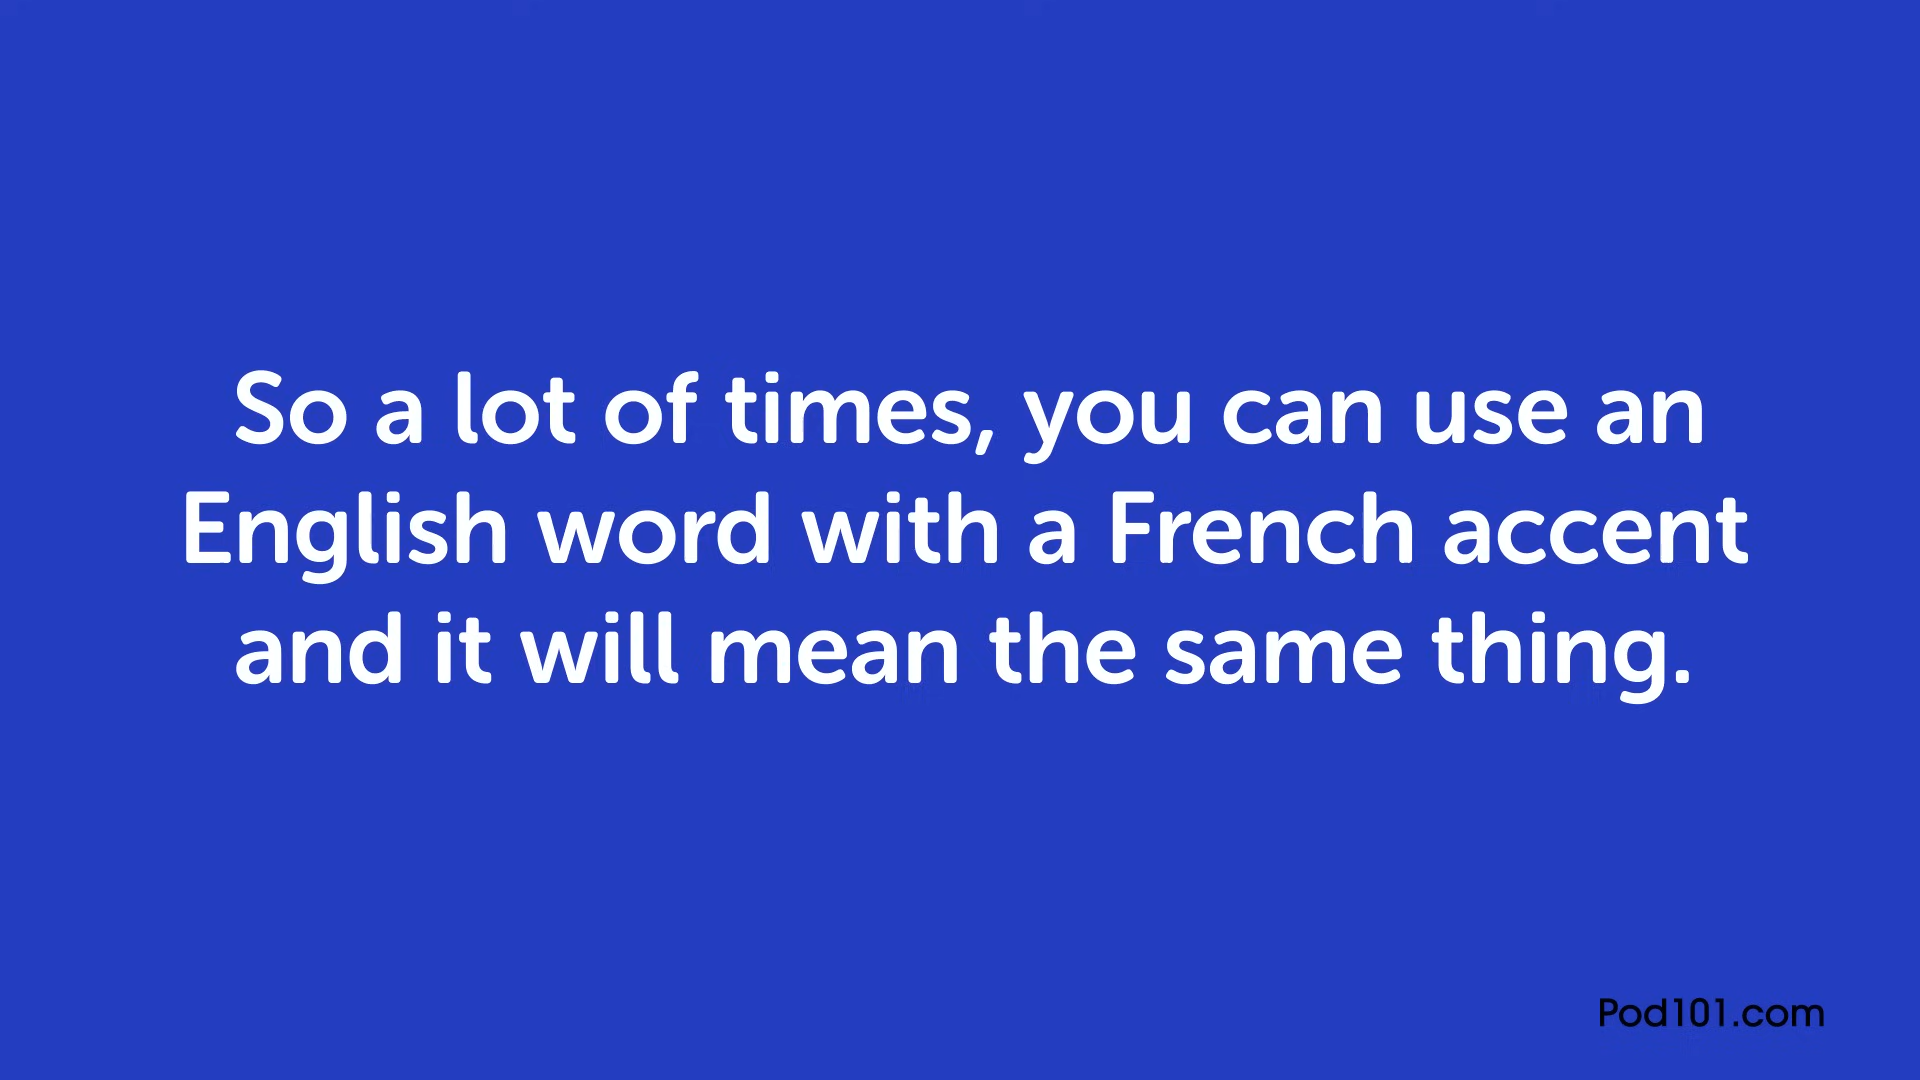 So a lot of times, you can use an
English word with a French accent
and it will mean the same thing.
Pod101.com